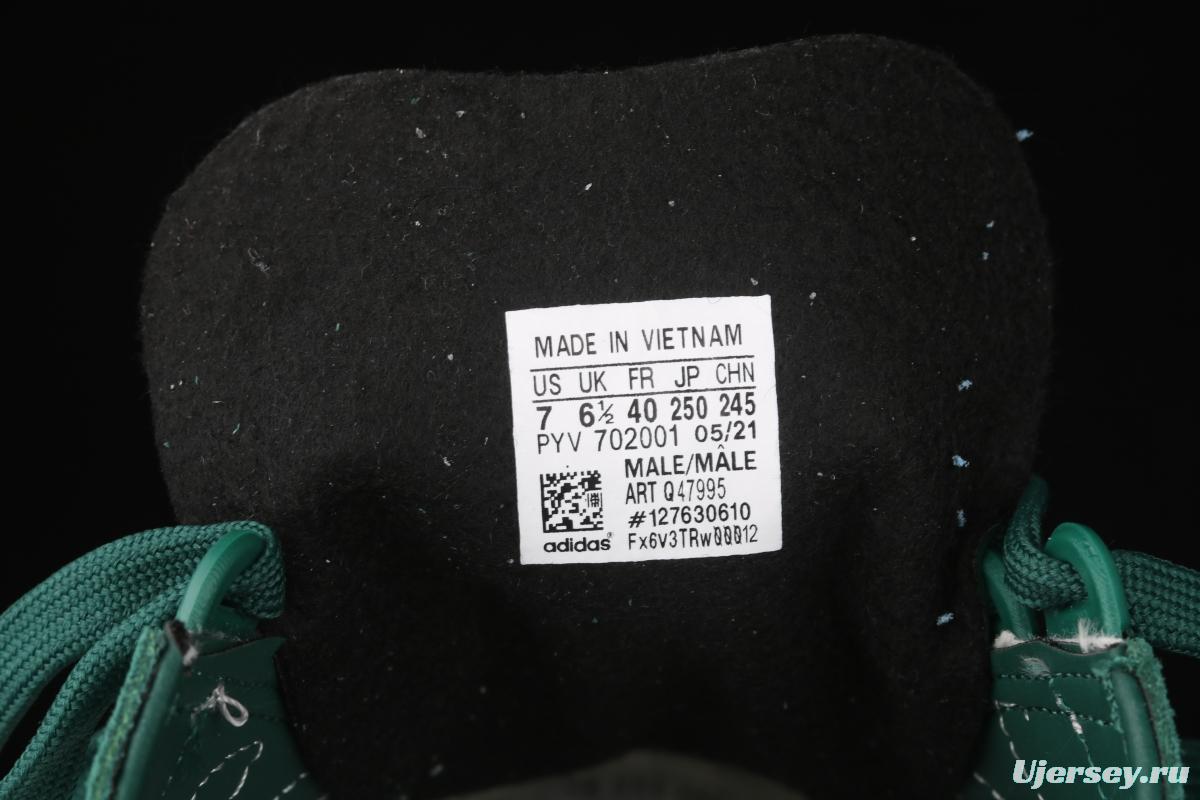 MADE IN VIETNAM
US UK FR JP CHN
7 6½ 40 250 245
PYV 702001 05/21
MALE/MÂLE
ART Q47995
#127630610
Fx6V3TRw00012
adidas®
Ujersey.ru